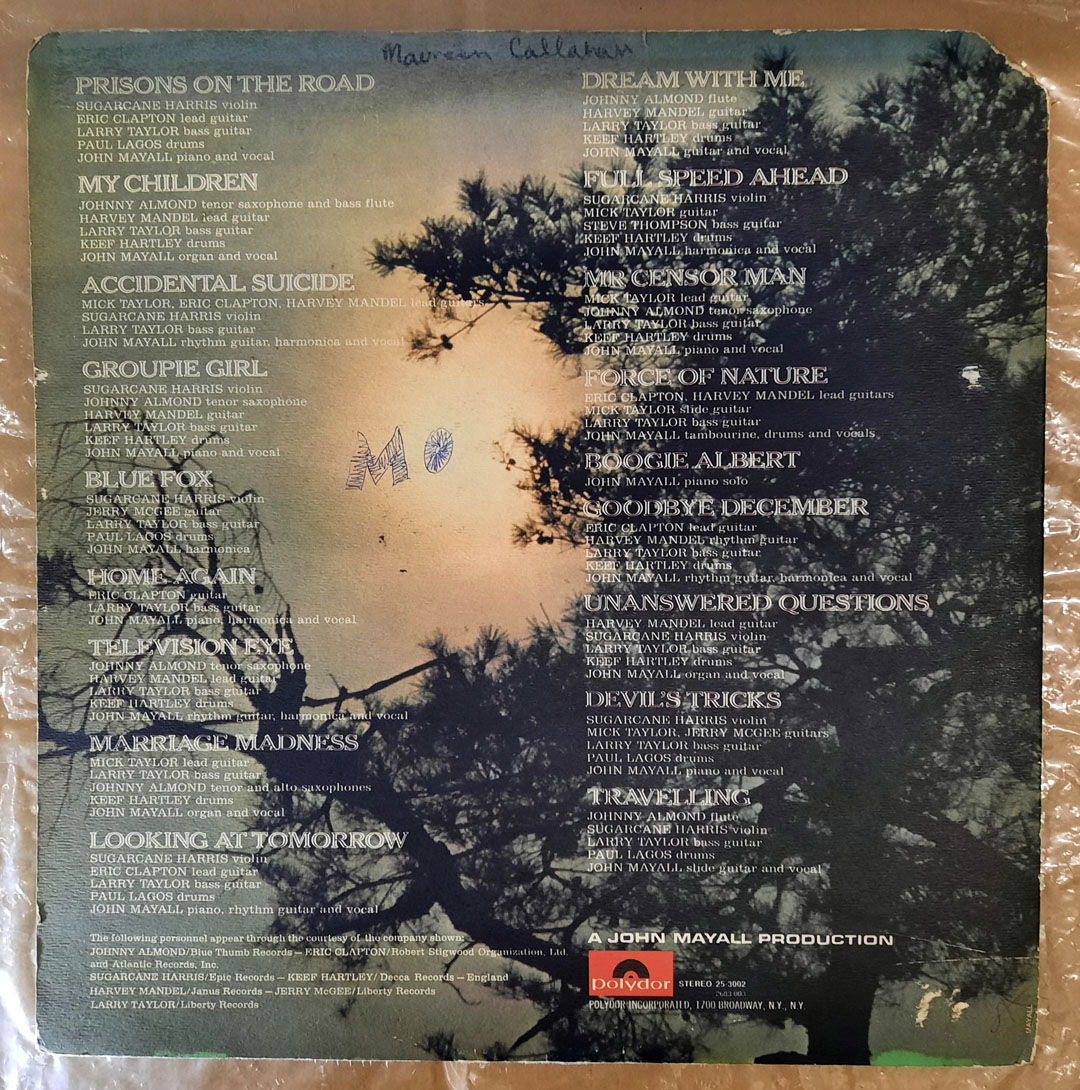 Maureen Callahan
PRISONS ON THE ROAD
SUGARCANE HARRIS violin
ERIC CLAPTON lead guitar
LARRY TAYLOR bass guitar
PAUL LAGOS drums
JOHN MAYALL piano and vocal
MY CHILDREN
JOHNNY ALMOND tenor saxophone and bass flute
HARVEY MANDEL lead guitar
LARRY TAYLOR bass guitar
KEEF HARTLEY drums
JOHN MAYALL organ and vocal
ACCIDENTAL SUICIDE
MICK TAYLOR, ERIC CLAPTON, HARVEY MANDEL lead guitars
SUGARCANE HARRIS violin
LARRY TAYLOR bass guitar
JOHN MAYALL rhythm guitar, harmonica and vocal
GROUPIE GIRL
SUGARCANE HARRIS violin
JOHNNY ALMOND tenor saxophone
HARVEY MANDEL guitar
LARRY TAYLOR bass guitar
KEEF HARTLEY drums
JOHN MAYALL piano and vocal
BLUE FOX
SUGARCANE HARRIS violin
JERRY MCGEE guitar
LARRY TAYLOR bass guitar
PAUL LAGOS drums
JOHN MAYALL harmonica
HOME AGAIN
ERIC CLAPTON guitar
LARRY TAYLOR bass guitar
JOHN MAYALL piano, harmonica and vocal
TELEVISION EYE
JOHNNY ALMOND tenor saxophone
HARVEY MANDEL lead guitar
LARRY TAYLOR bass guitar
KEEF HARTLEY drums
JOHN MAYALL rhythm guitar, harmonica and vocal
MARRIAGE MADNESS
MICK TAYLOR lead guitar
LARRY TAYLOR bass guitar
JOHNNY ALMOND tenor and alto saxophones
KEEF HARTLEY drums
JOHN MAYALL organ and vocal
LOOKING AT TOMORROW
SUGARCANE HARRIS violin
ERIC CLAPTON lead guitar
LARRY TAYLOR bass guitar
PAUL LAGOS drums
JOHN MAYALL piano, rhythm guitar and vocal
The following personnel appear through the courtesy of the company shown:
JOHNNY ALMOND/Blue Thumb Records — ERIC CLAPTON/Robert Stigwood Organization, Ltd.
and Atlantic Records, Inc.
SUGARCANE HARRIS/Epic Records — KEEF HARTLEY/Decca Records — England
HARVEY MANDEL/Janus Records — JERRY McGEE/Liberty Records
LARRY TAYLOR/Liberty Records
MO
DREAM WITH ME
JOHNNY ALMOND flute
HARVEY MANDEL guitar
LARRY TAYLOR bass guitar
KEEF HARTLEY drums
JOHN MAYALL guitar and vocal
FULL SPEED AHEAD
SUGARCANE HARRIS violin
MICK TAYLOR guitar
STEVE THOMPSON bass guitar
KEEF HARTLEY drums
JOHN MAYALL harmonica and vocal
MR CENSOR MAN
MICK TAYLOR lead guitar
JOHNNY ALMOND tenor saxophone
LARRY TAYLOR bass guitar
KEEF HARTLEY drums
JOHN MAYALL piano and vocal
FORCE OF NATURE
ERIC CLAPTON, HARVEY MANDEL lead guitars
MICK TAYLOR slide guitar
LARRY TAYLOR bass guitar
JOHN MAYALL tambourine, drums and vocals
BOOGIE ALBERT
JOHN MAYALL piano solo
GOODBYE DECEMBER
ERIC CLAPTON lead guitar
HARVEY MANDEL rhythm guitar
LARRY TAYLOR bass guitar
KEEF HARTLEY drums
JOHN MAYALL rhythm guitar, harmonica and vocal
UNANSWERED QUESTIONS
HARVEY MANDEL lead guitar
SUGARCANE HARRIS violin
LARRY TAYLOR bass guitar
KEEF HARTLEY drums
JOHN MAYALL organ and vocal
DEVIL'S TRICKS
SUGARCANE HARRIS violin
MICK TAYLOR, JERRY MCGEE guitars
LARRY TAYLOR bass guitar
PAUL LAGOS drums
JOHN MAYALL piano and vocal
TRAVELLING
JOHNNY ALMOND flute
SUGARCANE HARRIS violin
LARRY TAYLOR bass guitar
PAUL LAGOS drums
JOHN MAYALL slide guitar and vocal
A JOHN MAYALL PRODUCTION
polydor STEREO 25-3002
2683 003
POLYDOR INCORPORATED, 1700 BROADWAY, N.Y., N.Y.
MAYALL